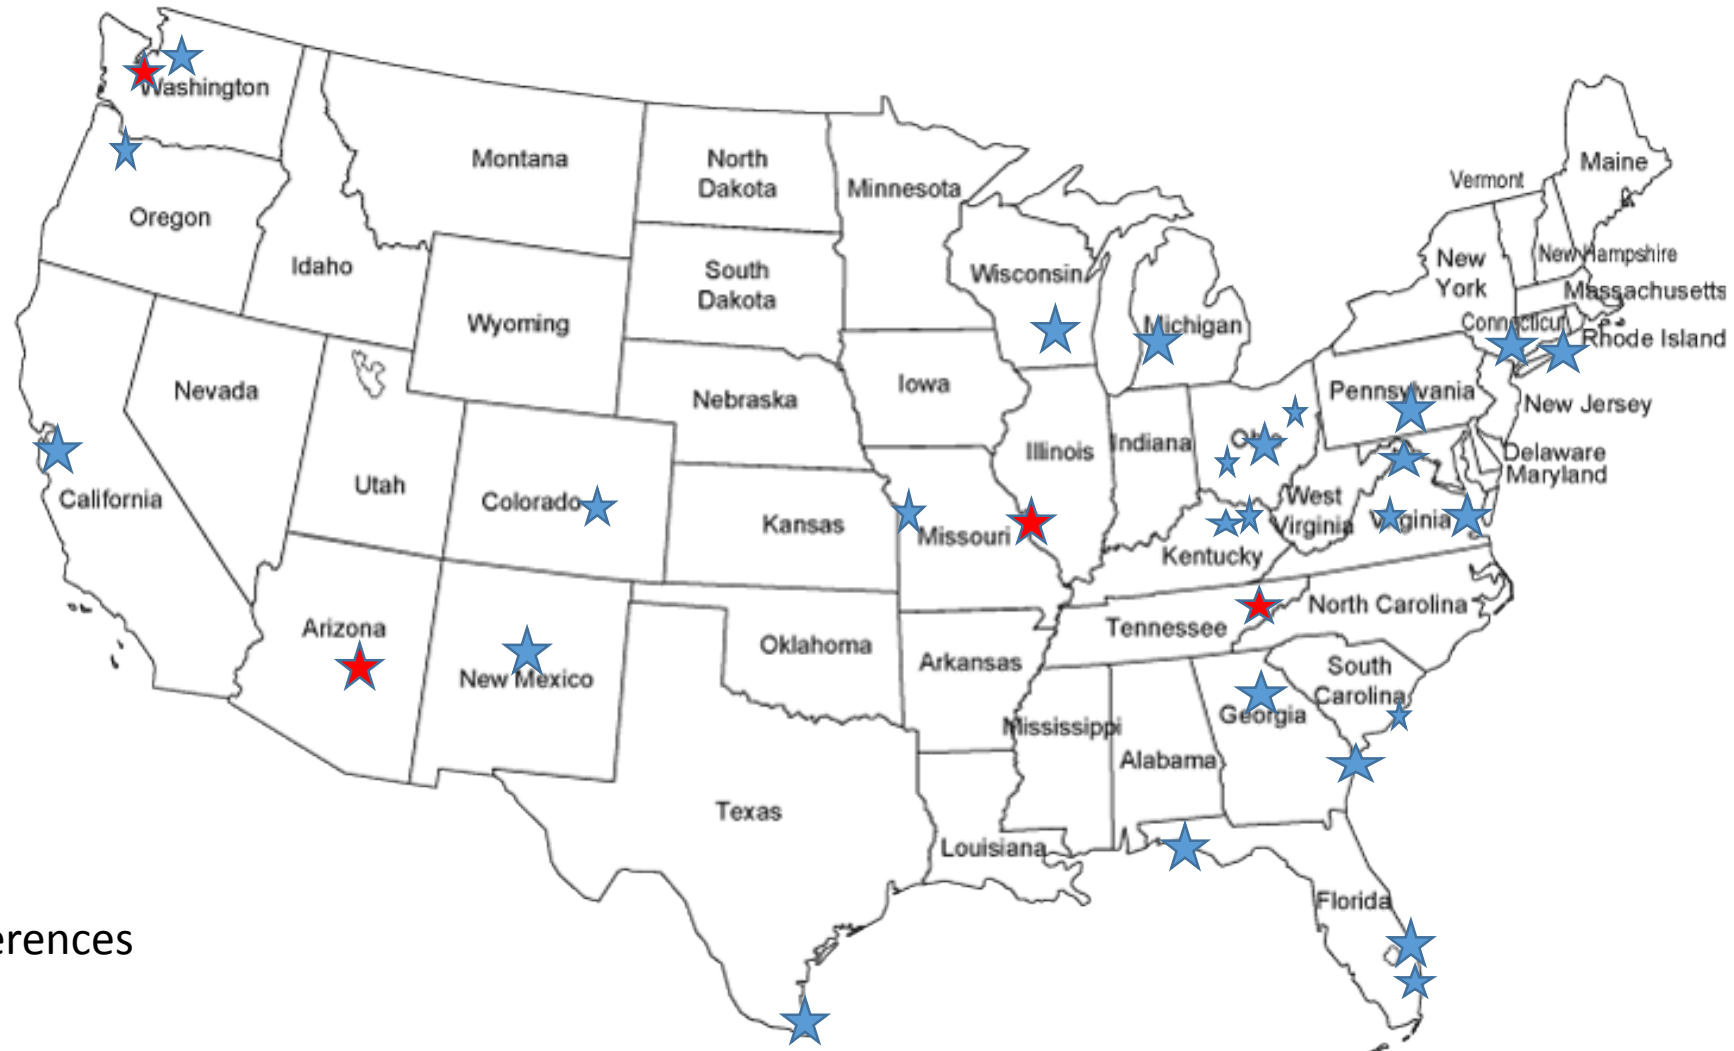 Washington
Montana
North
Dakota
Minnesota
Maine
Vermont
Oregon
Idaho
South
Dakota
Wisconsin
New
York
New Hampshire
Massachusetts
Wyoming
Michigan
Connecticut
Rhode Island
Nevada
Nebraska
Iowa
Pennsylvania
New Jersey
Illinois
Indiana
Ohio
Delaware
Maryland
California
Utah
Colorado
Kansas
Missouri
West
Virginia
Virginia
Kentucky
Arizona
New Mexico
Oklahoma
Arkansas
Tennessee
North Carolina
South
Carolina
Mississippi
Alabama
Georgia
Texas
Louisiana
Florida
erences